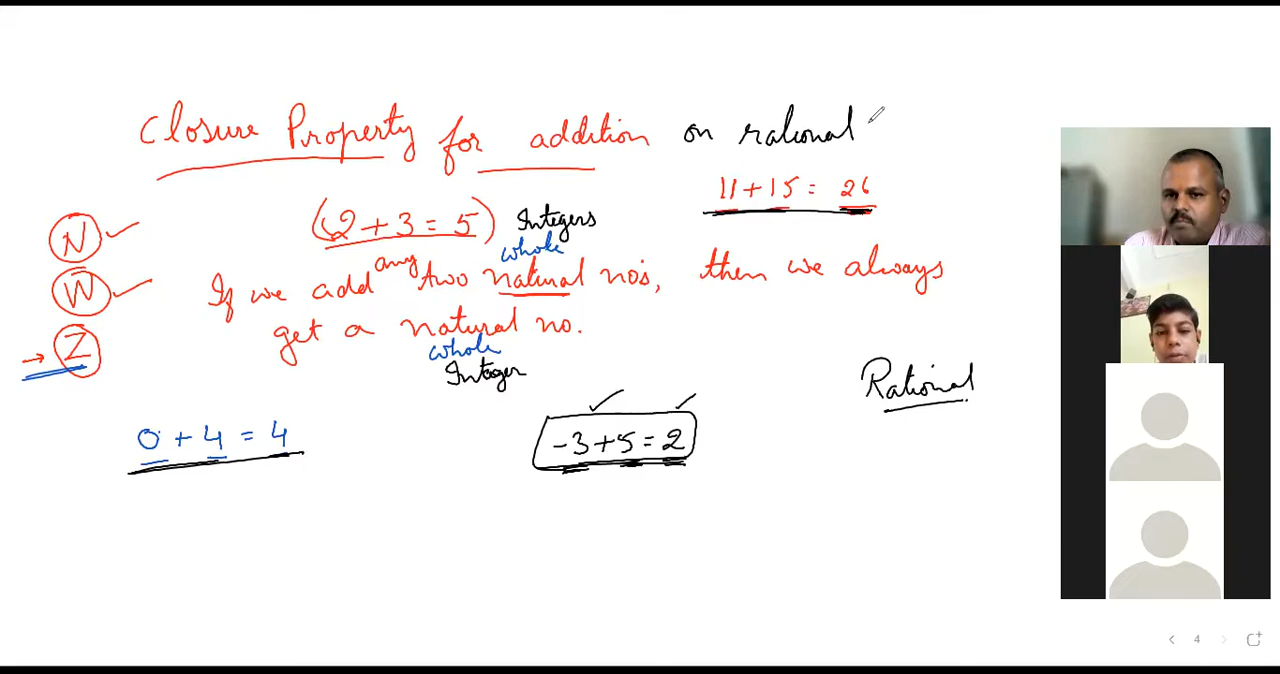 Closure Property for addition on rational
11 + 15 = 26
(2 + 3 = 5) Integers
whole
N
any
If we add two natural no's, then we always
W
get a natural no.
whole
Z
Integer
Rational
0 + 4 = 4
-3 + 5 = 2
4